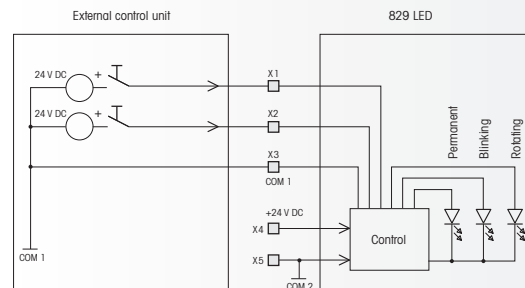 External control unit
829 LED
24 V DC
+
X1
24 V DC
+
X2
X3
COM 1
Permanent
Blinking
Rotating
+24 V DC
X4
Control
X5
COM 1
COM 2